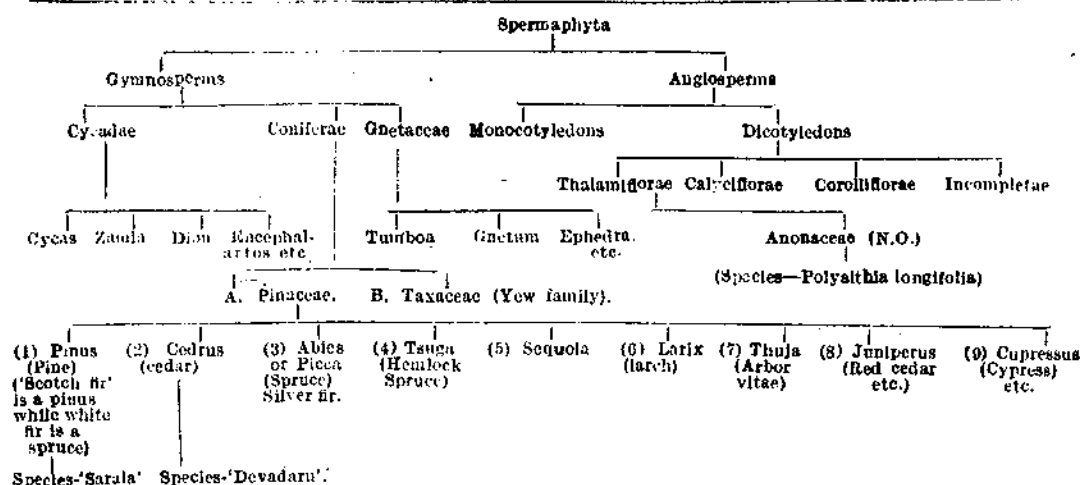 Spermaphyta
Gymnosperms Angiosperms
Cycadae Coniferae Gnetaceae Monocotyledons Dicotyledons
Thalamiflorae Calyciflorae Corolliflorae Incompletae
Cycas Zamia Dion Encephal-
artos etc
Tumboa Gnetum Ephedra.
etc.
Anonaceae (N.O.)
(Species—Polyalthia longifolia)
A. Pinaceae. B. Taxaceae (Yew family).
(1) Pinus
(Pine)
('Scotch fir'
is a pinus
while white
fir is a
spruce)
(2) Cedrus
(cedar)
(3) Abies
or Picea
(Spruce)
Silver fir.
(4) Tsuga
(Hemlock
Spruce)
(5) Sequoia
(6) Larix
(larch)
(7) Thuja
(Arbor
vitae)
(8) Juniperus
(Red cedar
etc.)
(9) Cupressus
(Cypress)
etc.
Species-'Sarala' Species-'Devadaru'.